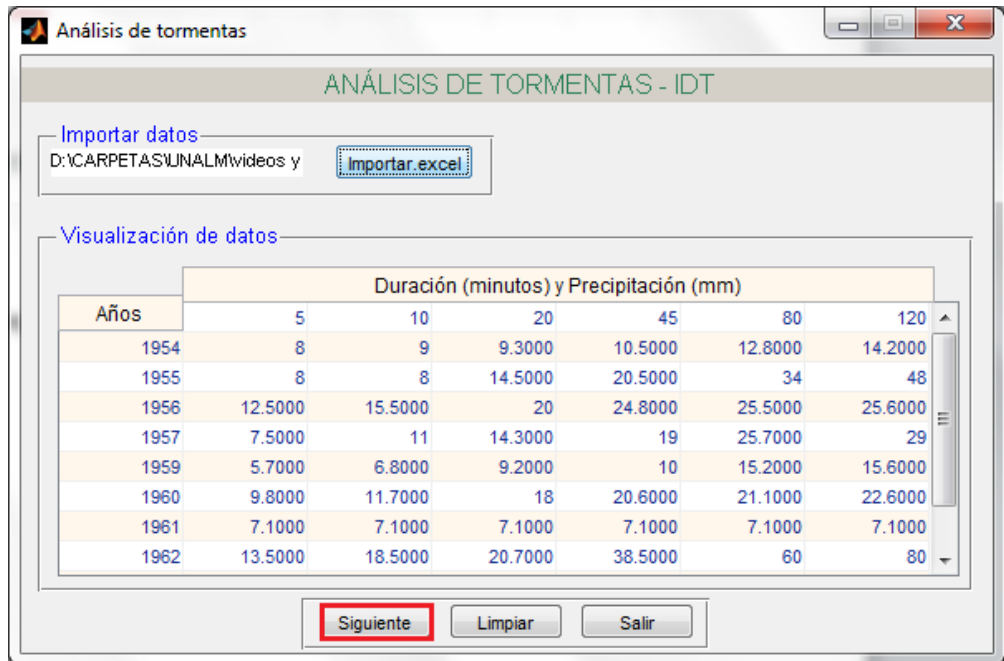 Análisis de tormentas
ANÁLISIS DE TORMENTAS - IDT
Importar datos
D:\CARPETAS\UNALM\videos y
Importar.excel
Visualización de datos
Duración (minutos) y Precipitación (mm)
Años 5 10 20 45 80 120
1954 8 9 9.3000 10.5000 12.8000 14.2000
1955 8 8 14.5000 20.5000 34 48
1956 12.5000 15.5000 20 24.8000 25.5000 25.6000
1957 7.5000 11 14.3000 19 25.7000 29
1959 5.7000 6.8000 9.2000 10 15.2000 15.6000
1960 9.8000 11.7000 18 20.6000 21.1000 22.6000
1961 7.1000 7.1000 7.1000 7.1000 7.1000 7.1000
1962 13.5000 18.5000 20.7000 38.5000 60 80
Siguiente Limpiar Salir